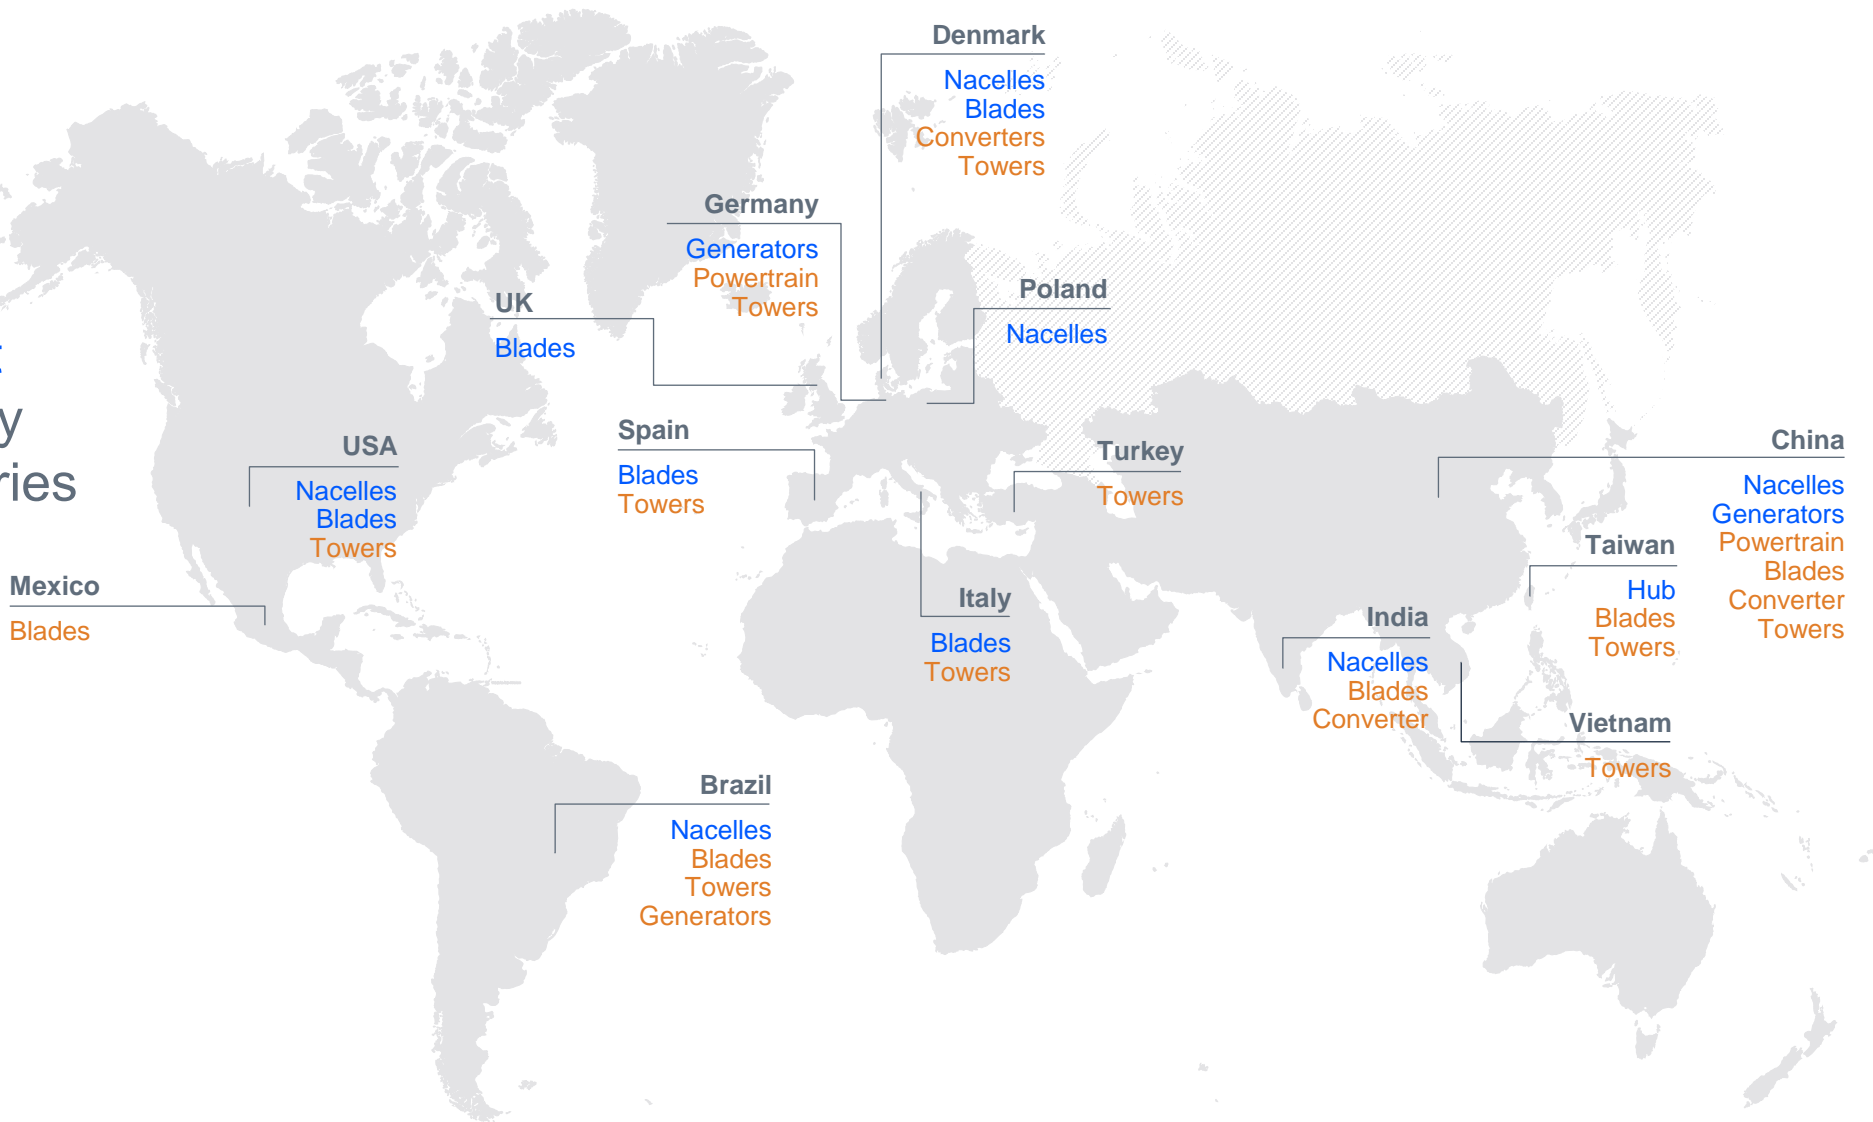 Denmark
Nacelles
Blades
Converters
Towers
Germany
Generators
Powertrain
Towers
UK
Blades
Poland
Nacelles
y
ries
USA
Nacelles
Blades
Towers
Spain
Blades
Towers
Turkey
Towers
China
Nacelles
Generators
Powertrain
Blades
Converter
Towers
Taiwan
Hub
Blades
Towers
Mexico
Blades
Italy
Blades
Towers
India
Nacelles
Blades
Converter
Vietnam
Towers
Brazil
Nacelles
Blades
Towers
Generators